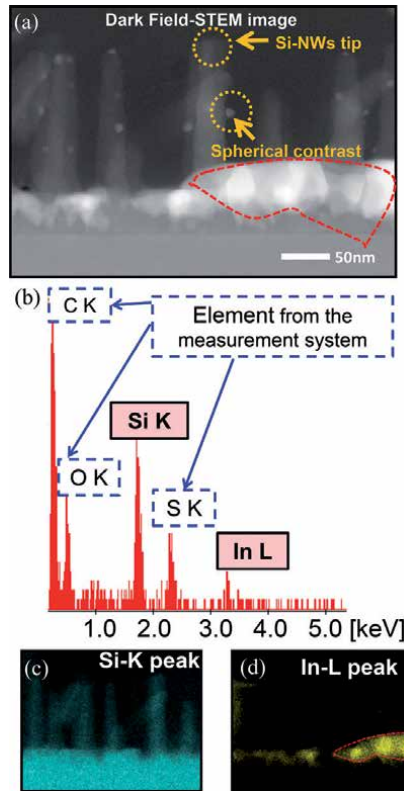 (a)
Dark Field-STEM image
Si-NWs tip
Spherical contrast
50nm
(b)
C K
Element from the
measurement system
Si K
O K
S K
In L
1.0 2.0 3.0 4.0 5.0 [keV]
(c) Si-K peak
(d) In-L peak